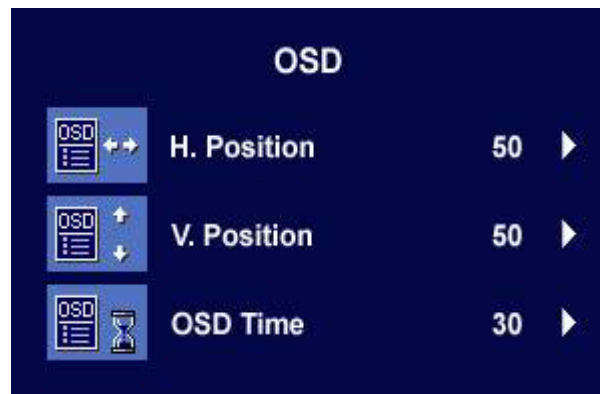 OSD
OSD H. Position 50
OSD V. Position 50
OSD OSD Time 30